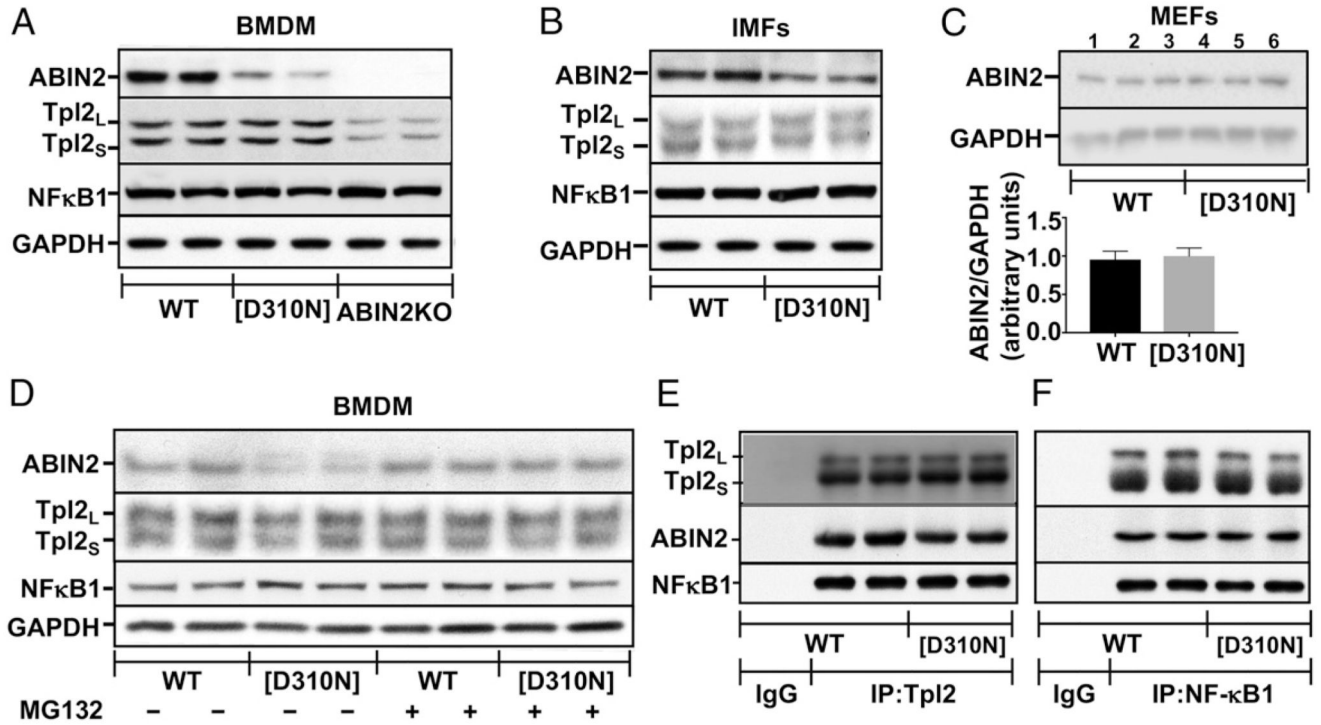 A
BMDM
ABIN2
Tpl2L
Tpl2S
NFκB1
GAPDH
WT [D310N] ABIN2KO
B
IMFs
ABIN2
Tpl2L
Tpl2S
NFκB1
GAPDH
WT [D310N]
C
MEFs
1 2 3 4 5 6
ABIN2
GAPDH
WT [D310N]
ABIN2/GAPDH
(arbitrary units)
1.5
1.0
0.5
0.0
WT [D310N]
D
BMDM
ABIN2
Tpl2L
Tpl2S
NFκB1
GAPDH
WT [D310N] WT [D310N]
MG132 − − − − + + + +
E
Tpl2L
Tpl2S
ABIN2
NFκB1
WT [D310N]
IgG IP:Tpl2
F
WT [D310N]
IgG IP:NF-κB1